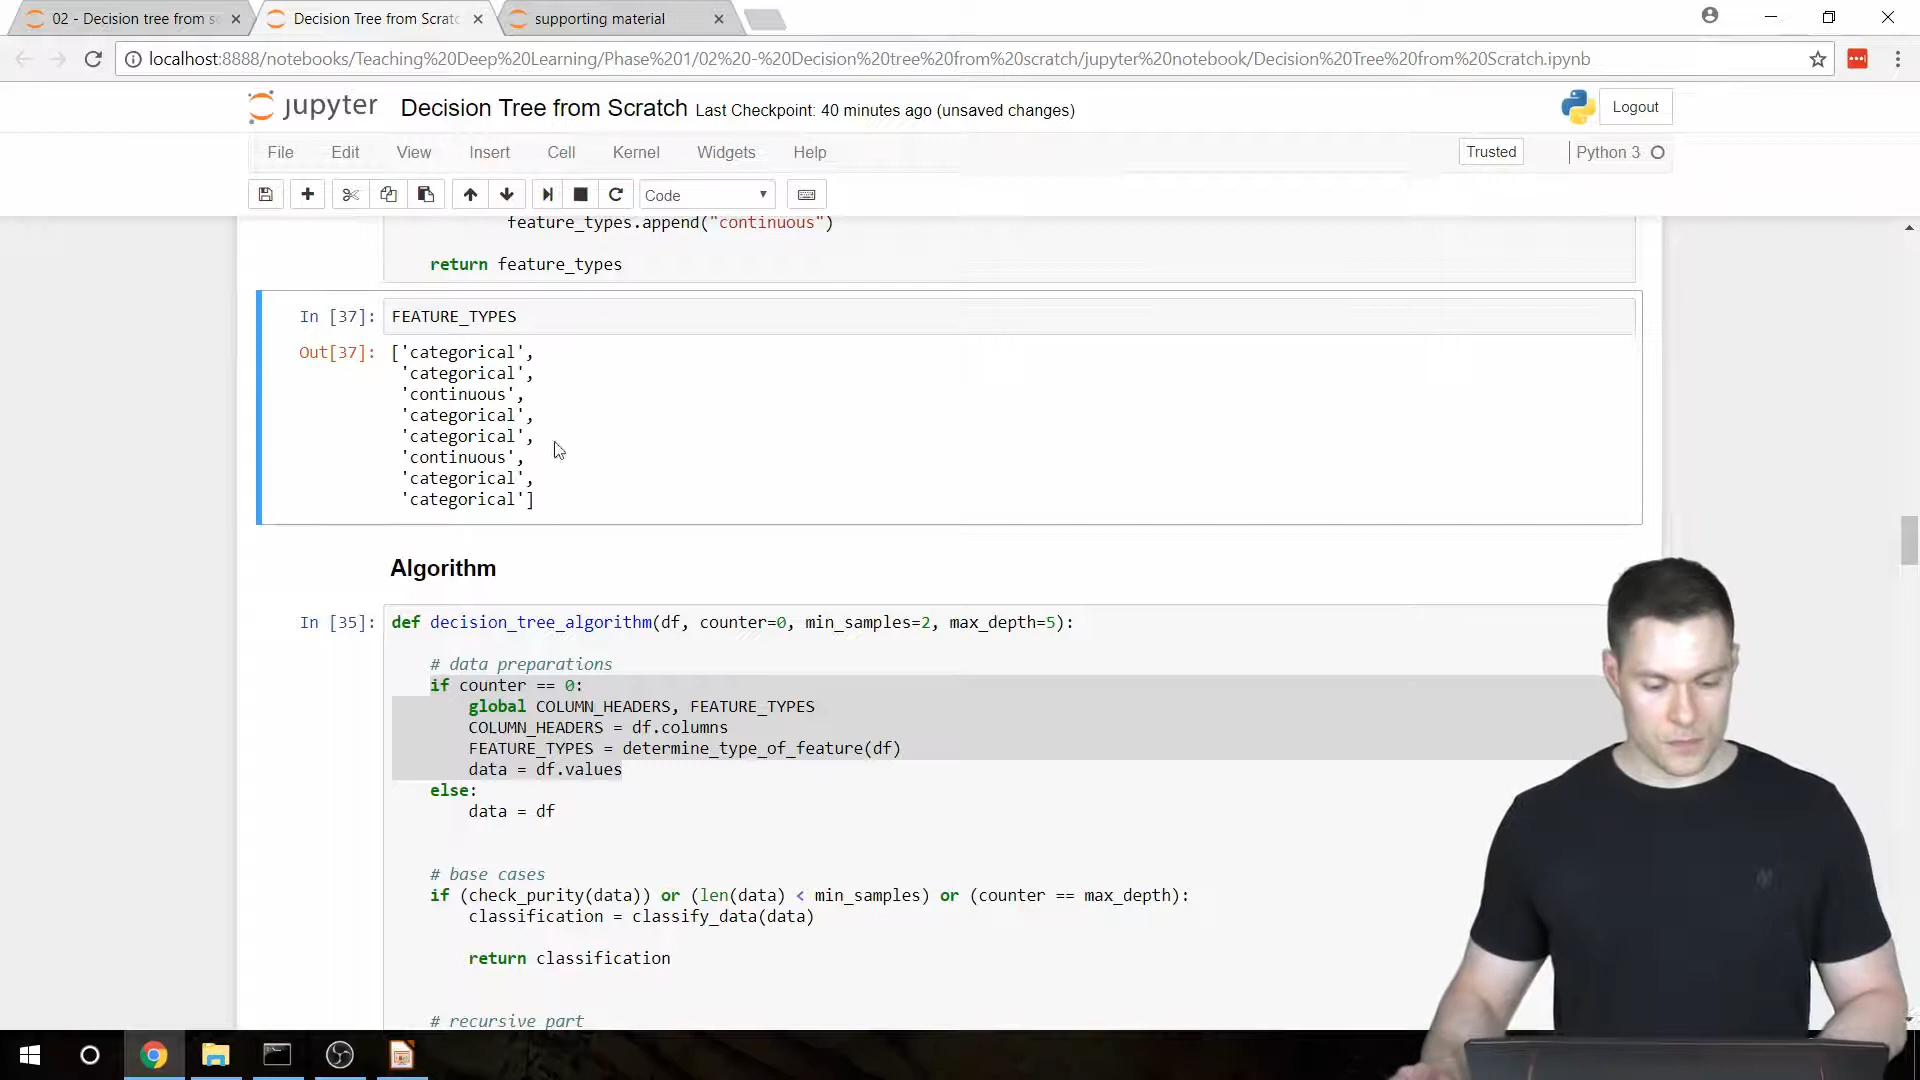 02 - Decision tree from s
Decision Tree from Scratc
supporting material
localhost:8888/notebooks/Teaching%20Deep%20Learning/Phase%201/02%20-%20Decision%20tree%20from%20scratch/jupyter%20notebook/Decision%20Tree%20from%20Scratch.ipynb
jupyter Decision Tree from Scratch Last Checkpoint: 40 minutes ago (unsaved changes)
Logout
File Edit View Insert Cell Kernel Widgets Help
Trusted
Python 3
Code
feature_types.append("continuous")
return feature_types
In [37]: FEATURE_TYPES
Out[37]: ['categorical',
'categorical',
'continuous',
'categorical',
'categorical',
'continuous',
'categorical',
'categorical']
Algorithm
In [35]: def decision_tree_algorithm(df, counter=0, min_samples=2, max_depth=5):
# data preparations
if counter == 0:
global COLUMN_HEADERS, FEATURE_TYPES
COLUMN_HEADERS = df.columns
FEATURE_TYPES = determine_type_of_feature(df)
data = df.values
else:
data = df
# base cases
if (check_purity(data)) or (len(data) < min_samples) or (counter == max_depth):
classification = classify_data(data)
return classification
# recursive part